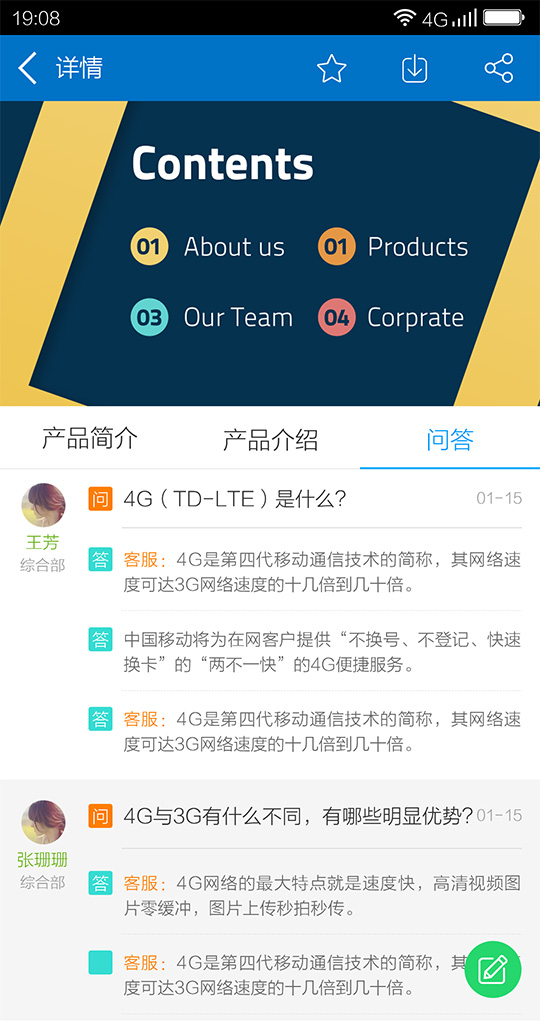 19:08
4G
详情
Contents
01 About us 01 Products
03 Our Team 04 Corprate
产品简介 产品介绍 问答
问 4G（TD-LTE）是什么？ 01-15
王芳
综合部
答 客服：4G是第四代移动通信技术的简称，其网络速
度可达3G网络速度的十几倍到几十倍。
答 中国移动将为在网客户提供“不换号、不登记、快速
换卡”的“两不一快”的4G便捷服务。
答 客服：4G是第四代移动通信技术的简称，其网络速
度可达3G网络速度的十几倍到几十倍。
问 4G与3G有什么不同，有哪些明显优势？ 01-15
张珊珊
综合部
答 客服：4G网络的最大特点就是速度快，高清视频图
片零缓冲，图片上传秒拍秒传。
客服：4G是第四代移动通信技术的简称，其
度可达3G网络速度的十几倍到几十倍。